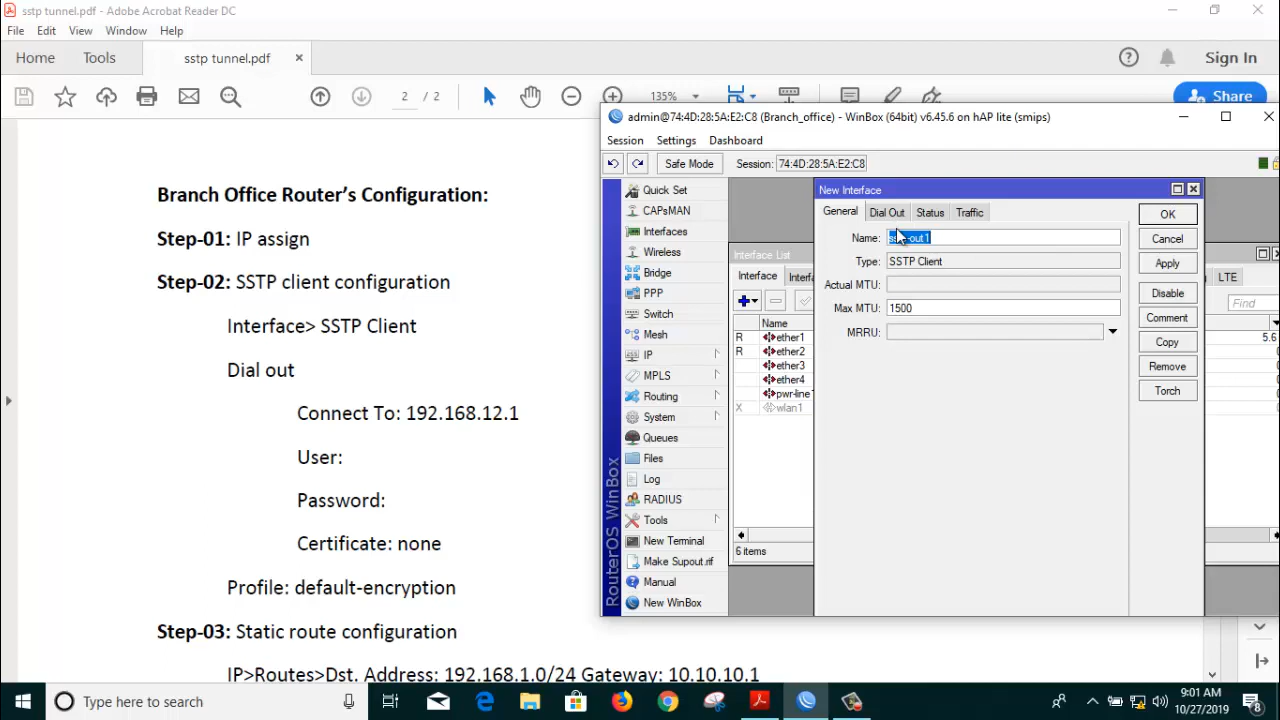 sstp tunnel.pdf - Adobe Acrobat Reader DC
File Edit View Window Help
Home Tools sstp tunnel.pdf × Sign In
2 / 2 135% Share
Branch Office Router's Configuration:
Step-01: IP assign
Step-02: SSTP client configuration
Interface> SSTP Client
Dial out
Connect To: 192.168.12.1
User:
Password:
Certificate: none
Profile: default-encryption
Step-03: Static route configuration
IP>Routes>Dst. Address: 192.168.1.0/24 Gateway: 10.10.10.1
admin@74:4D:28:5A:E2:C8 (Branch_office) - WinBox (64bit) v6.45.6 on hAP lite (smips)
Session Settings Dashboard
Safe Mode Session: 74:4D:28:5A:E2:C8
RouterOS WinBox
Quick Set
CAPsMAN
Interfaces
Wireless
Bridge
PPP
Switch
Mesh
IP
MPLS
Routing
System
Queues
Files
Log
RADIUS
Tools
New Terminal
Make Supout.rif
Manual
New WinBox
Interface List
Interface LTE
Find
Name
R ether1 5.6
R ether2
ether3
ether4
pwr-line
X wlan1
6 items
New Interface
General Dial Out Status Traffic
Name:
Type: SSTP Client
Actual MTU:
Max MTU: 1500
MRRU:
OK
Cancel
Apply
Disable
Comment
Copy
Remove
Torch
Type here to search
9:01 AM
10/27/2019
8